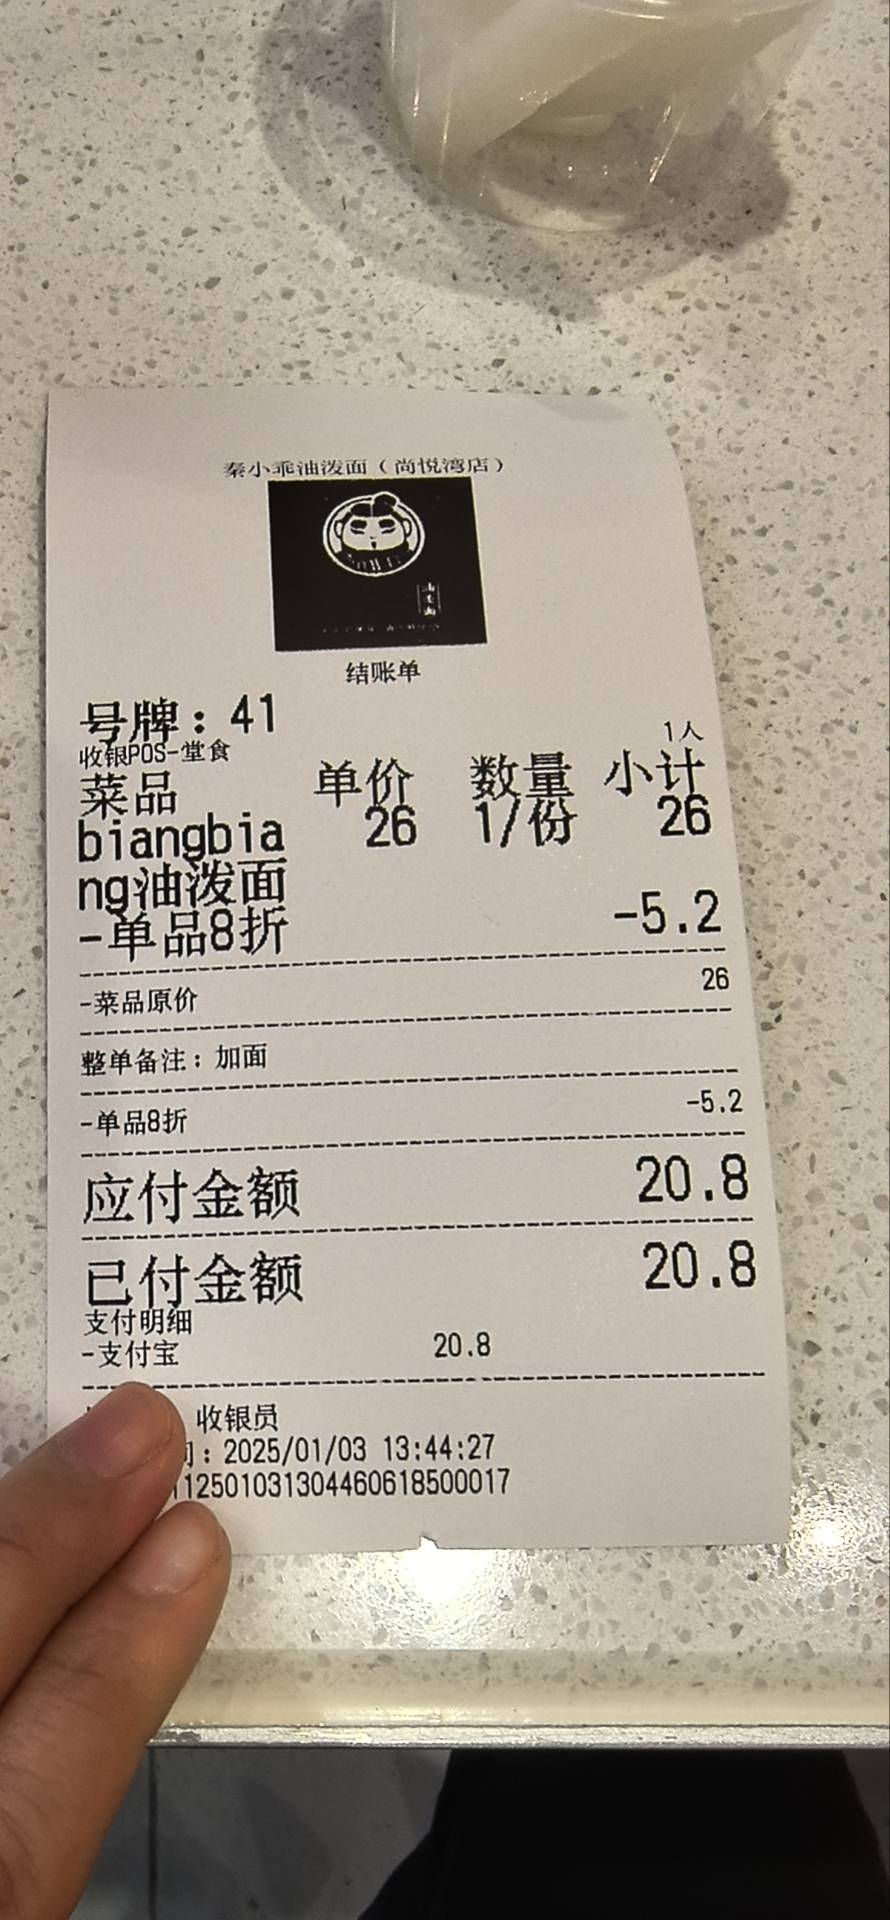 秦小乖油泼面（尚悦湾店）
结账单
号牌：41
1人
收银POS-堂食
菜品 单价 数量 小计
biangbia 26 1/份 26
ng油泼面
-单品8折 -5.2
-菜品原价 26
整单备注：加面
-单品8折 -5.2
应付金额 20.8
已付金额 20.8
支付明细
-支付宝 20.8
收银员
：2025/01/03 13:44:27
11250103130446061850001​7